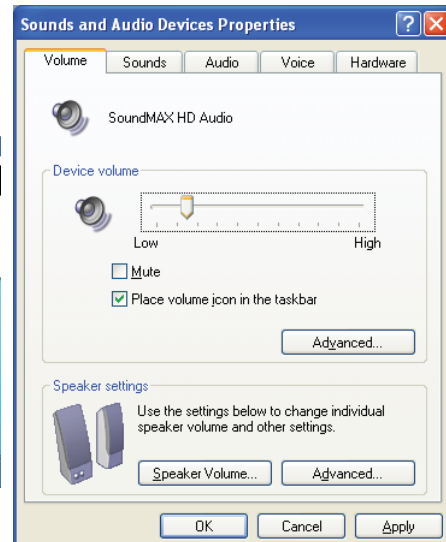 Sounds and Audio Devices Properties
Volume Sounds Audio Voice Hardware
SoundMAX HD Audio
Device volume
Low High
Mute
Place volume icon in the taskbar
Advanced...
Speaker settings
Use the settings below to change individual
speaker volume and other settings.
Speaker Volume... Advanced...
OK Cancel Apply